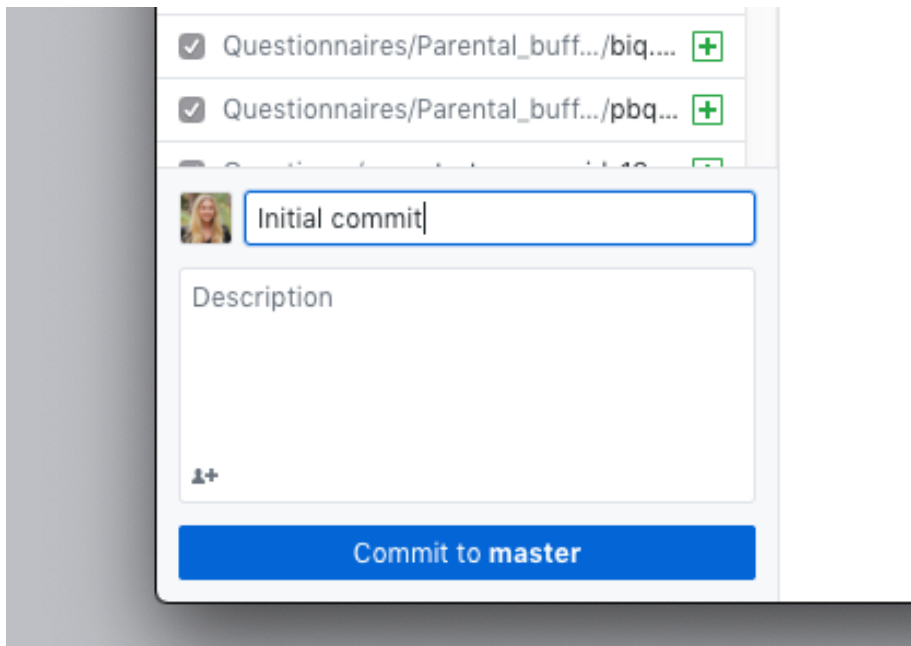 Questionnaires/Parental_buff.../biq....
Questionnaires/Parental_buff.../pbq...
Initial commit
Description
Commit to master